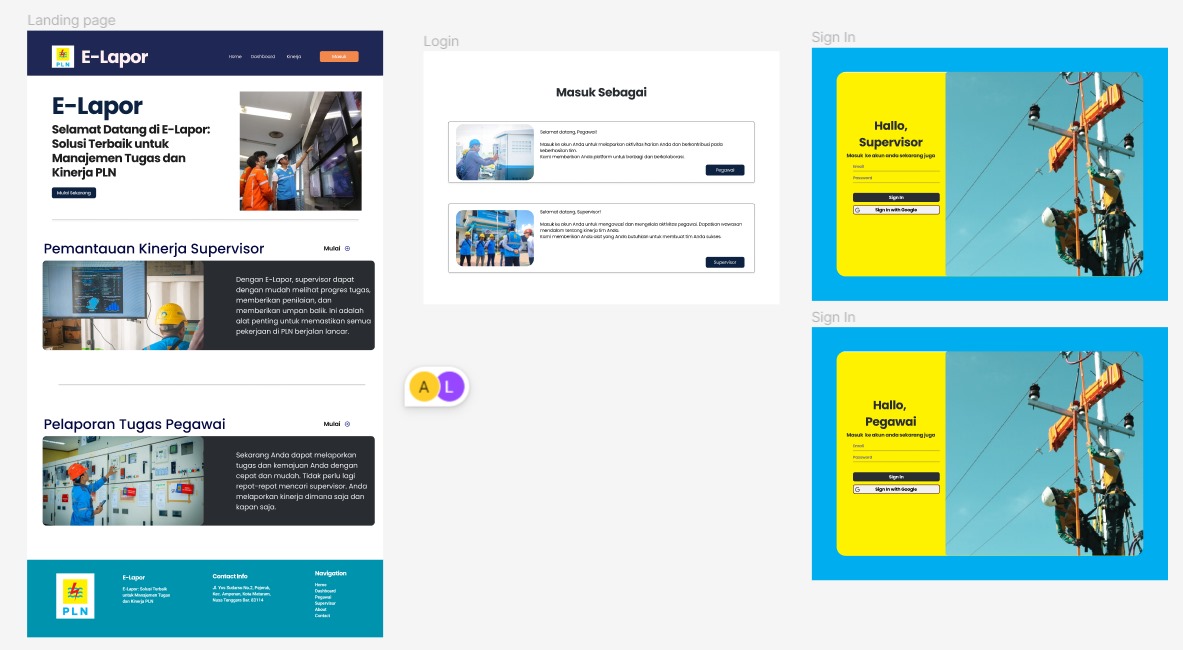 Landing page
PLN
E-Lapor
Home
Dashboard
Kinerja
Masuk
E-Lapor
Selamat Datang di E-Lapor:
Solusi Terbaik untuk
Manajemen Tugas dan
Kinerja PLN
Mulai Sekarang
Pemantauan Kinerja Supervisor
Mulai
Dengan E-Lapor, supervisor dapat
dengan mudah melihat progres tugas,
memberikan penilaian, dan
memberikan umpan balik. Ini adalah
alat penting untuk memastikan semua
pekerjaan di PLN berjalan lancar.
Pelaporan Tugas Pegawai
Mulai
Sekarang Anda dapat melaporkan
tugas dan kemajuan Anda dengan
cepat dan mudah. Tidak perlu lagi
repot-repot mencari supervisor. Anda
melaporkan kinerja dimana saja dan
kapan saja.
PLN
E-Lapor
E-Lapor: Solusi Terbaik
untuk Manajemen Tugas
dan Kinerja PLN
Contact Info
Jl. Yos Sudarso No.2, Pejeruk,
Kec. Ampenan, Kota Mataram,
Nusa Tenggara Bar. 83114
Navigation
Home
Dashboard
Pegawai
Supervisor
About
Contact
Login
Masuk Sebagai
Selamat datang, Pegawai!
Masuk ke akun Anda untuk melaporkan aktivitas harian Anda dan berkontribusi pada
keberhasilan tim.
Kami memberikan Anda platform untuk berbagi dan berkolaborasi.
Pegawai
Selamat datang, Supervisor!
Masuk ke akun Anda untuk mengawasi dan mengelola aktivitas pegawai. Dapatkan wawasan
mendalam tentang kinerja tim Anda.
Kami memberikan Anda alat yang Anda butuhkan untuk membuat tim Anda sukses.
Supervisor
A
L
Sign In
Hallo,
Supervisor
Masuk ke akun anda sekarang juga
Email
Password
Sign In
G Sign In with Google
Sign In
Hallo,
Pegawai
Masuk ke akun anda sekarang juga
Email
Password
Sign In
G Sign In with Google